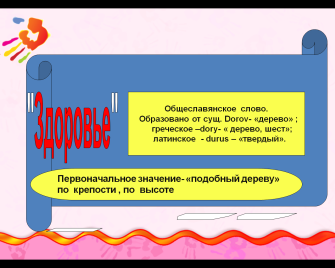 "Здоровье"
Общеславянское слово.
Образовано от сущ. Dorov- «дерево» ;
греческое –dory- « дерево, шест»;
латинское - durus – «твердый».
Первоначальное значение- «подобный дереву»
по крепости , по высоте